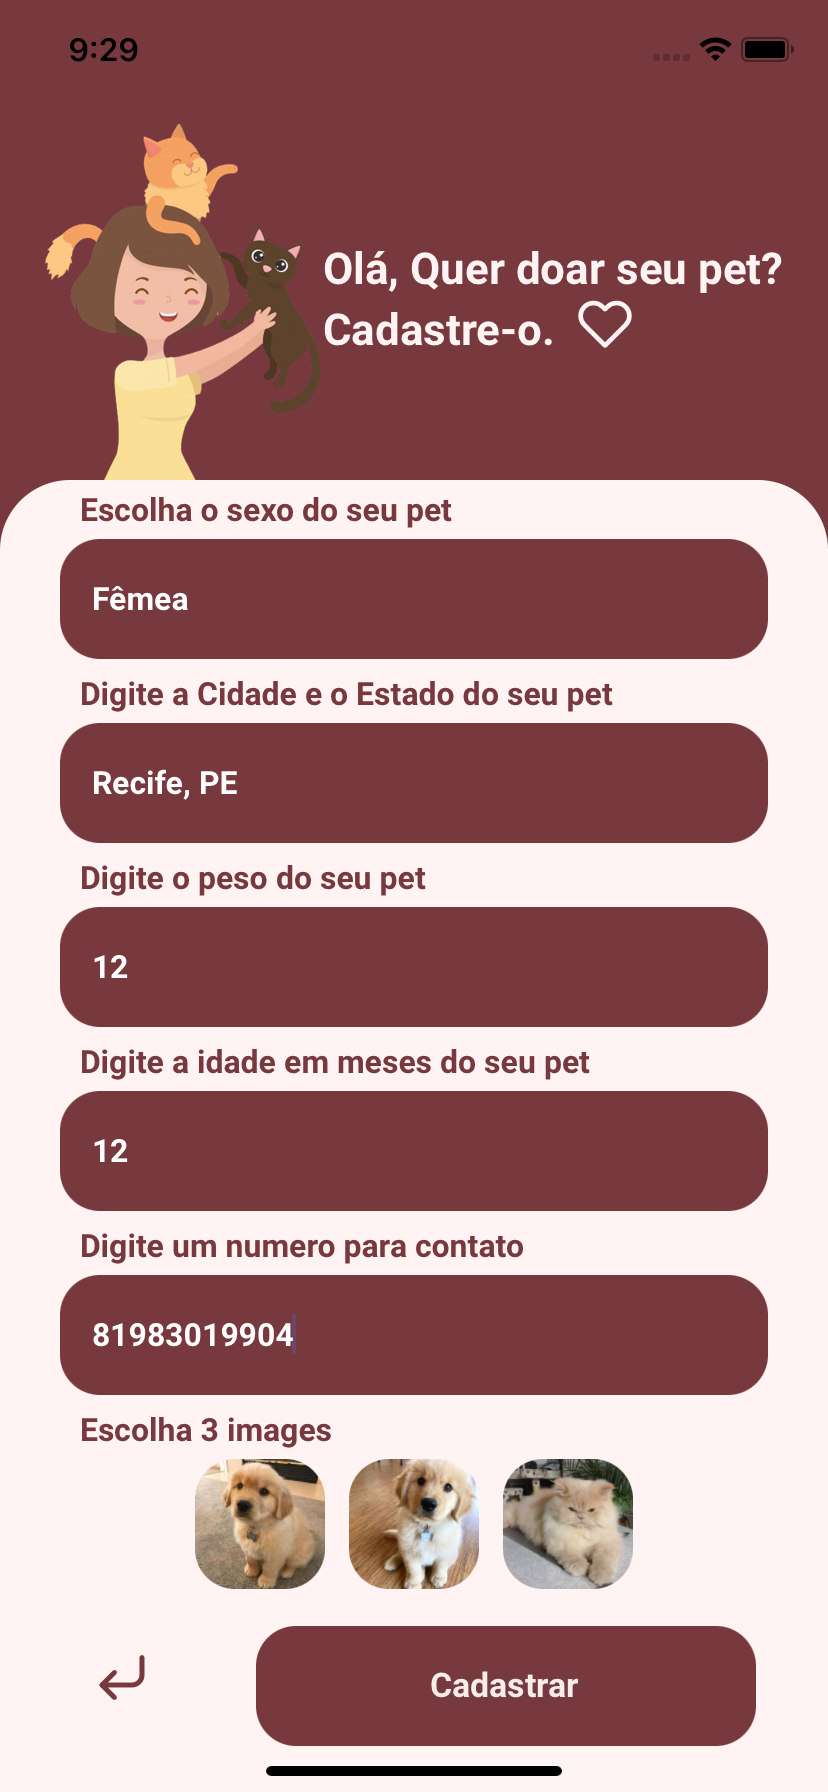 9:29
Olá, Quer doar seu pet?
Cadastre-o.
Escolha o sexo do seu pet
Fêmea
Digite a Cidade e o Estado do seu pet
Recife, PE
Digite o peso do seu pet
12
Digite a idade em meses do seu pet
12
Digite um numero para contato
81983019904
Escolha 3 images
Cadastrar